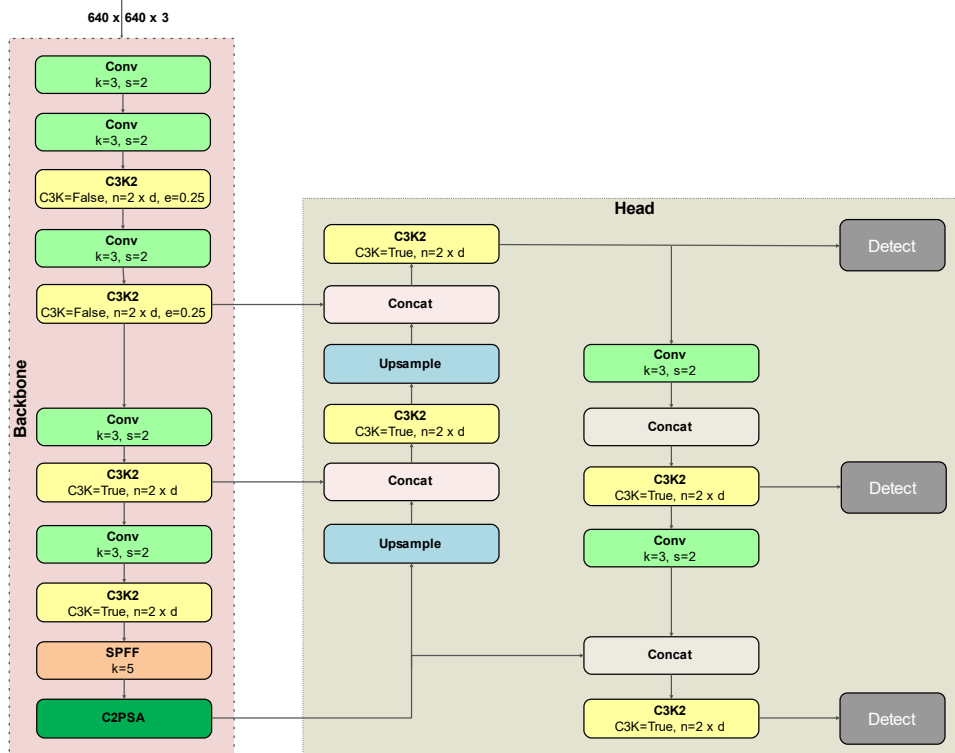 640 x 640 x 3
Backbone
Conv
k=3, s=2
Conv
k=3, s=2
C3K2
C3K=False, n=2 x d, e=0.25
Conv
k=3, s=2
C3K2
C3K=False, n=2 x d, e=0.25
Conv
k=3, s=2
C3K2
C3K=True, n=2 x d
Conv
k=3, s=2
C3K2
C3K=True, n=2 x d
SPFF
k=5
C2PSA
Head
C3K2
C3K=True, n=2 x d
Concat
Upsample
C3K2
C3K=True, n=2 x d
Concat
Upsample
Conv
k=3, s=2
Concat
C3K2
C3K=True, n=2 x d
Conv
k=3, s=2
Concat
C3K2
C3K=True, n=2 x d
Detect
Detect
Detect